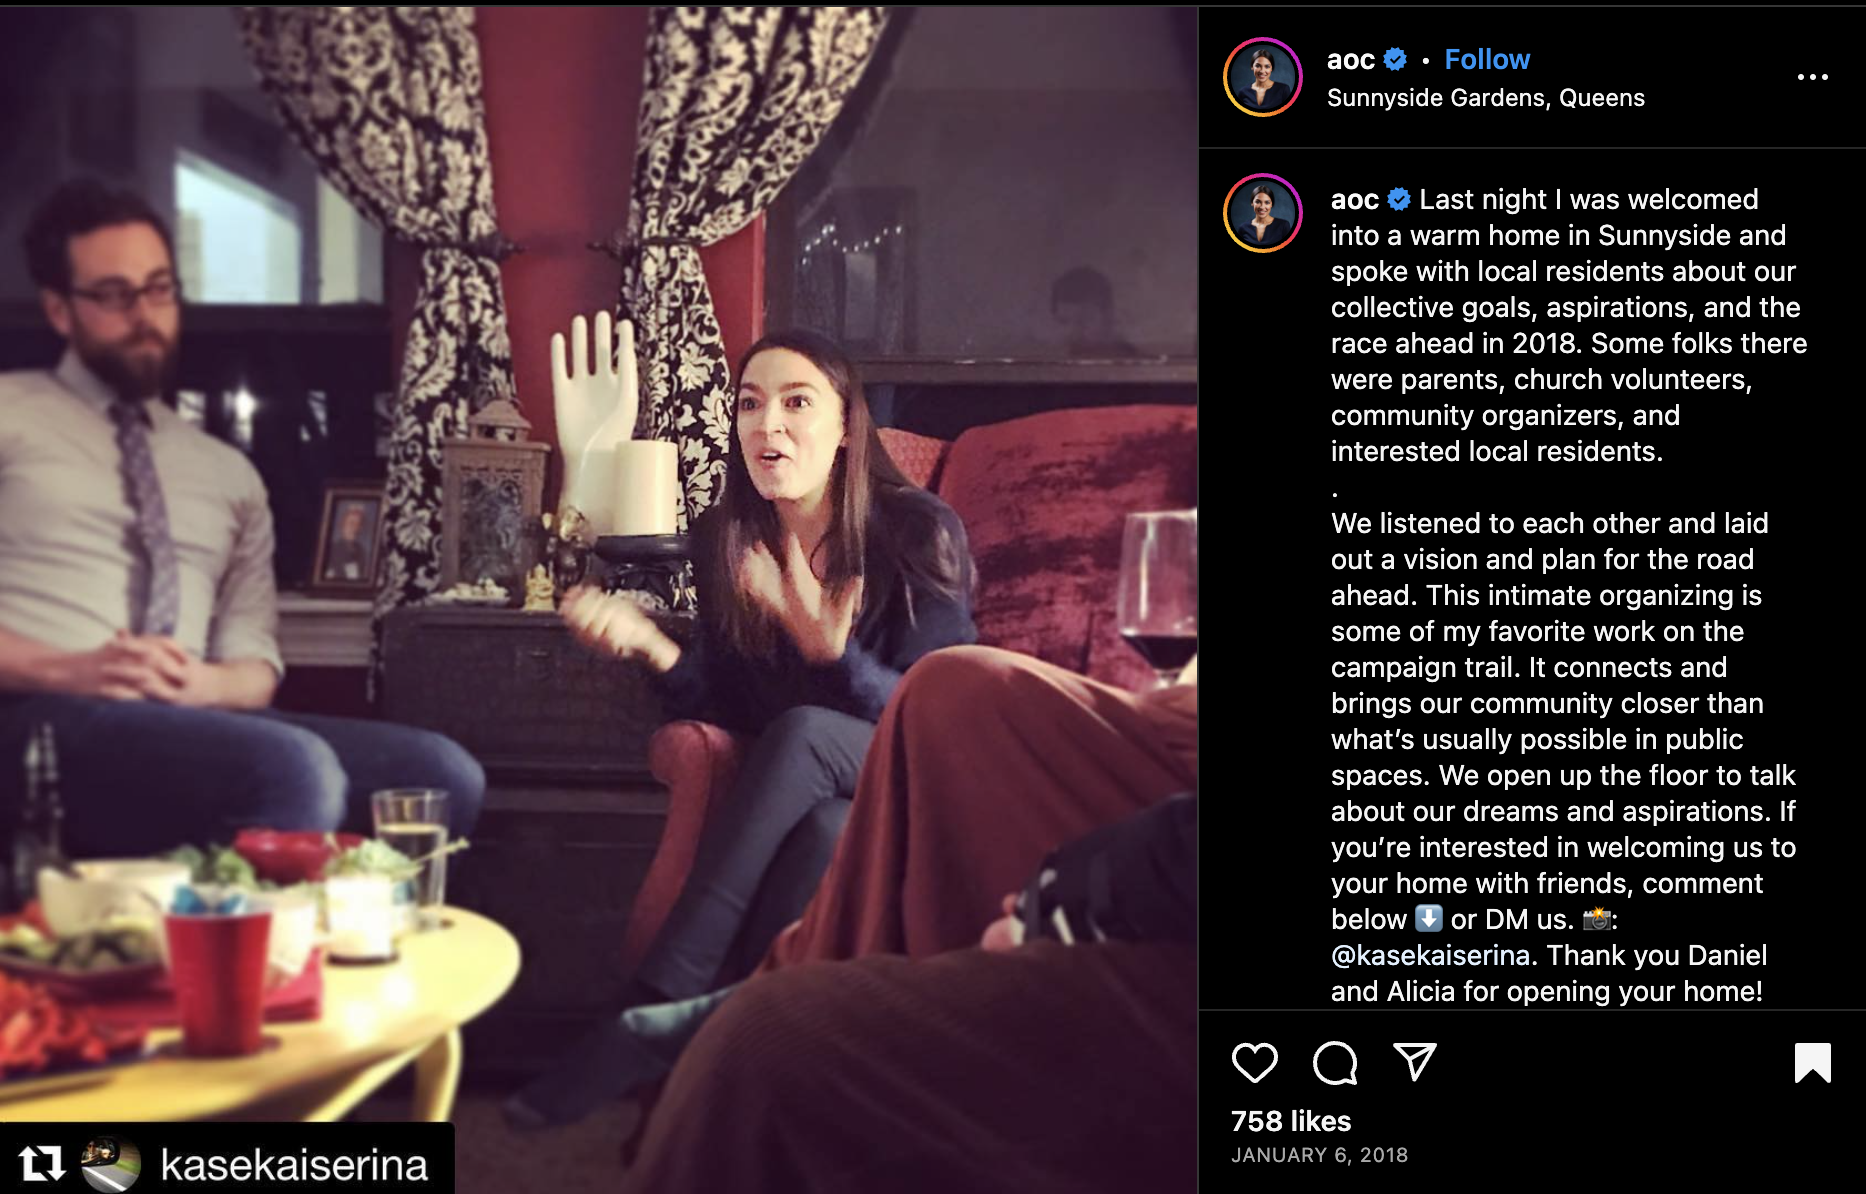 aoc • Follow
Sunnyside Gardens, Queens
aoc Last night I was welcomed
into a warm home in Sunnyside and
spoke with local residents about our
collective goals, aspirations, and the
race ahead in 2018. Some folks there
were parents, church volunteers,
community organizers, and
interested local residents.
.
We listened to each other and laid
out a vision and plan for the road
ahead. This intimate organizing is
some of my favorite work on the
campaign trail. It connects and
brings our community closer than
what’s usually possible in public
spaces. We open up the floor to talk
about our dreams and aspirations. If
you’re interested in welcoming us to
your home with friends, comment
below ⬇️ or DM us. 📸:
@kasekaiserina. Thank you Daniel
and Alicia for opening your home!
758 likes
JANUARY 6, 2018
kasekaiserina